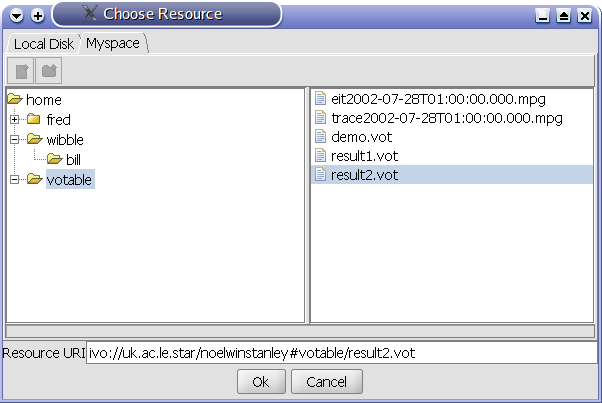 Choose Resource
Local Disk Myspace
home
fred
wibble
bill
votable
eit2002-07-28T01:00:00.000.mpg
trace2002-07-28T01:00:00.000.mpg
demo.vot
result1.vot
result2.vot
Resource URI ivo://uk.ac.le.star/noelwinstanley#votable/result2.vot
Ok Cancel